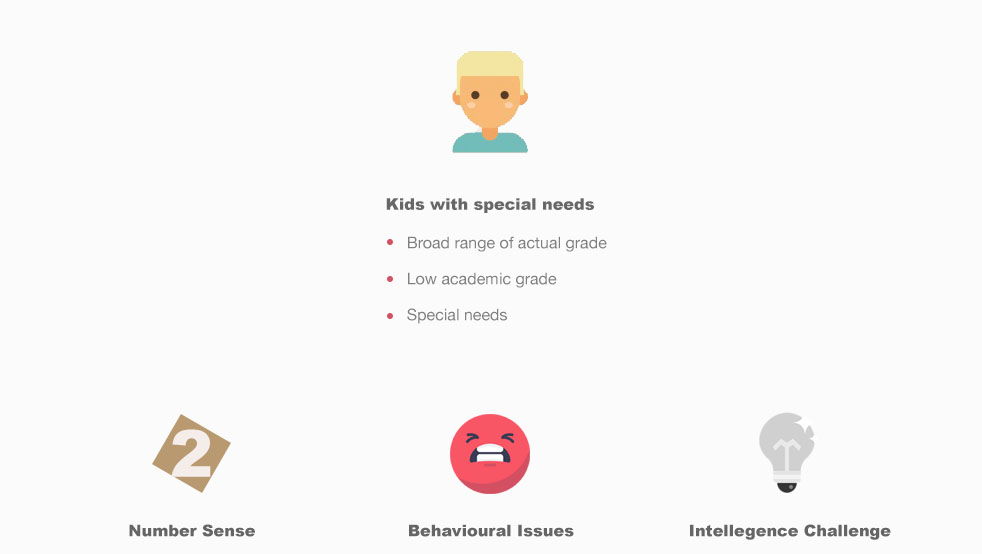 Kids with special needs
Broad range of actual grade
Low academic grade
Special needs
2
Number Sense
Behavioural Issues
Intellegence Challenge